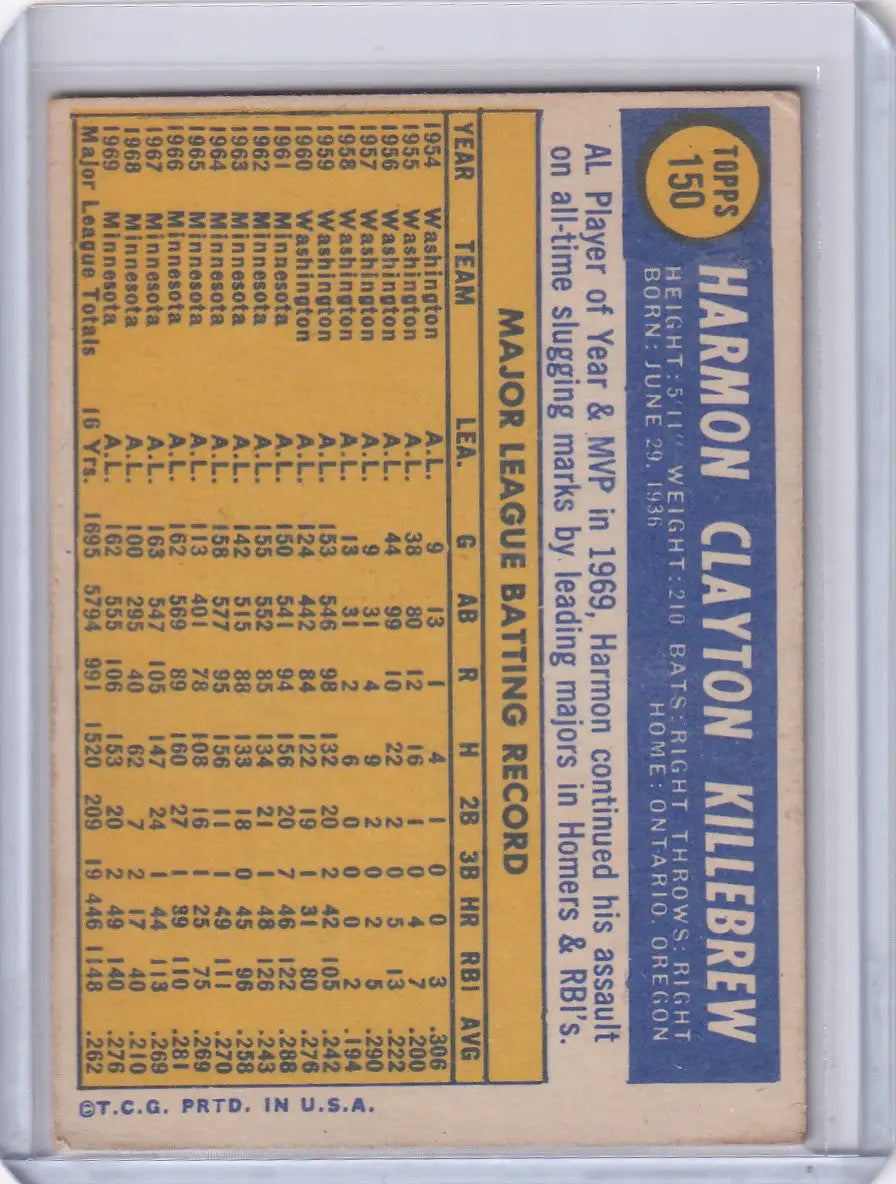 TOPPS
150
HARMON CLAYTON KILLEBREW
HEIGHT: 5'11" WEIGHT: 210 BATS: RIGHT THROWS: RIGHT
BORN: JUNE 29, 1936 HOME: ONTARIO, OREGON
AL Player of Year & MVP in 1969, Harmon continued his assault
on all-time slugging marks by leading majors in Homers & RBI's.
MAJOR LEAGUE BATTING RECORD
YEAR TEAM LEA. G AB R H 2B 3B HR RBI AVG
1954 Washington A.L. 9 13 1 4 1 0 0 3 .306
1955 Washington A.L. 38 80 12 16 1 0 4 7 .200
1956 Washington A.L. 44 99 10 22 2 0 5 13 .222
1957 Washington A.L. 9 31 4 9 2 0 2 5 .290
1958 Washington A.L. 13 31 2 6 0 0 0 2 .194
1959 Washington A.L. 153 546 98 132 20 2 42 105 .242
1960 Washington A.L. 124 442 84 122 19 1 31 80 .276
1961 Minnesota A.L. 150 541 94 156 20 7 46 122 .288
1962 Minnesota A.L. 155 552 85 134 21 1 48 126 .243
1963 Minnesota A.L. 142 515 88 133 18 0 45 96 .258
1964 Minnesota A.L. 158 577 95 156 11 1 49 111 .270
1965 Minnesota A.L. 113 401 78 108 16 1 25 75 .269
1966 Minnesota A.L. 162 569 89 160 27 1 39 110 .281
1967 Minnesota A.L. 163 547 105 147 24 1 44 113 .269
1968 Minnesota A.L. 100 295 40 62 7 2 17 40 .210
1969 Minnesota A.L. 162 555 106 153 20 2 49 140 .276
Major League Totals 16 Yrs. 1695 5794 991 1520 209 19 446 1148 .262
©T.C.G. PRTD. IN U.S.A.